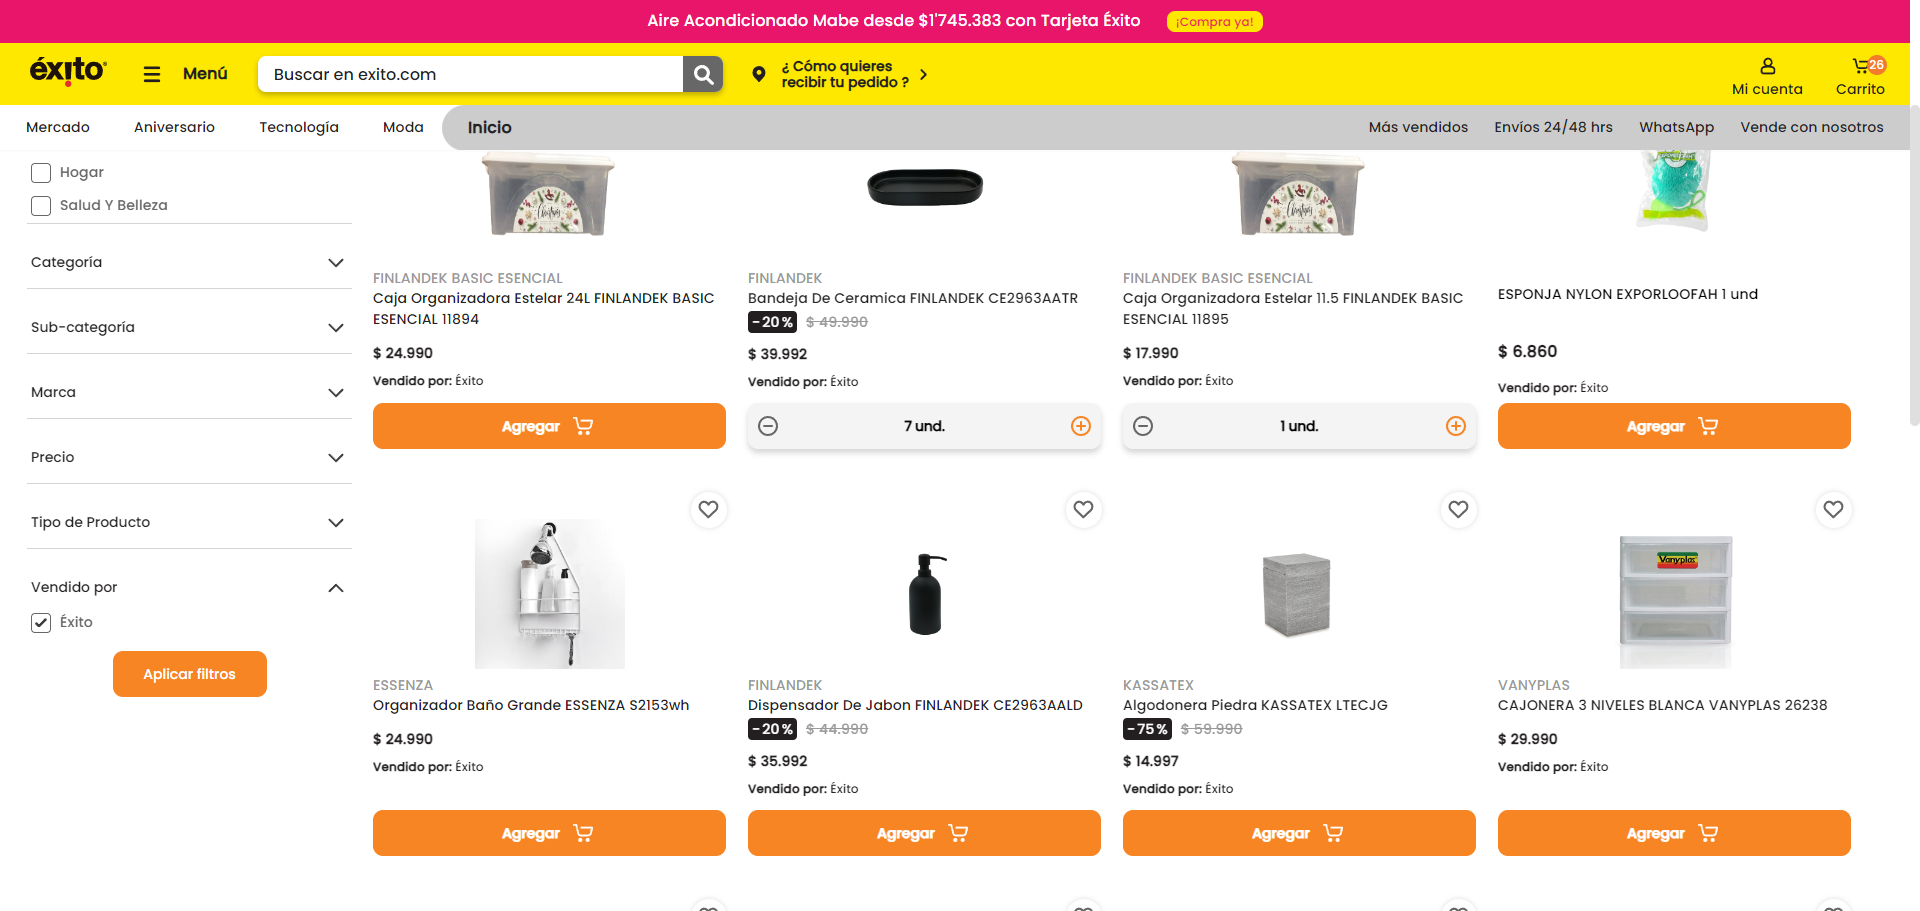 Aire Acondicionado Mabe desde $1'745.383 con Tarjeta Éxito ¡Compra ya!
éxito Menú Buscar en exito.com ¿ Cómo quieres recibir tu pedido ? Mi cuenta 26 Carrito
Mercado Aniversario Tecnología Moda Inicio Más vendidos Envíos 24/48 hrs WhatsApp Vende con nosotros
Hogar
Salud Y Belleza
Categoría
Sub-categoría
Marca
Precio
Tipo de Producto
Vendido por
Éxito
Aplicar filtros
Christmas
FINLANDEK BASIC ESENCIAL
Caja Organizadora Estelar 24L FINLANDEK BASIC
ESENCIAL 11894
$ 24.990
Vendido por: Éxito
Agregar
FINLANDEK
Bandeja De Ceramica FINLANDEK CE2963AATR
-20% $ 49.990
$ 39.992
Vendido por: Éxito
7 und.
Christmas
FINLANDEK BASIC ESENCIAL
Caja Organizadora Estelar 11.5 FINLANDEK BASIC
ESENCIAL 11895
$ 17.990
Vendido por: Éxito
1 und.
ESPONJA NYLON EXPORLOOFAH 1 und
$ 6.860
Vendido por: Éxito
Agregar
ESSENZA
Organizador Baño Grande ESSENZA S2153wh
$ 24.990
Vendido por: Éxito
Agregar
FINLANDEK
Dispensador De Jabon FINLANDEK CE2963AALD
-20% $ 44.990
$ 35.992
Vendido por: Éxito
Agregar
KASSATEX
Algodonera Piedra KASSATEX LTECJG
-75% $ 59.990
$ 14.997
Vendido por: Éxito
Agregar
Vanyplas
VANYPLAS
CAJONERA 3 NIVELES BLANCA VANYPLAS 26238
$ 29.990
Vendido por: Éxito
Agregar